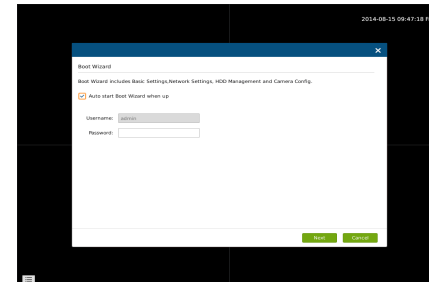 2014-08-15 09:47:18
Boot Wizard
Boot Wizard includes Basic Settings,Network Settings, HDD Management and Camera Config.
Auto start Boot Wizard when up
Username: admin
Password:
Next Cancel